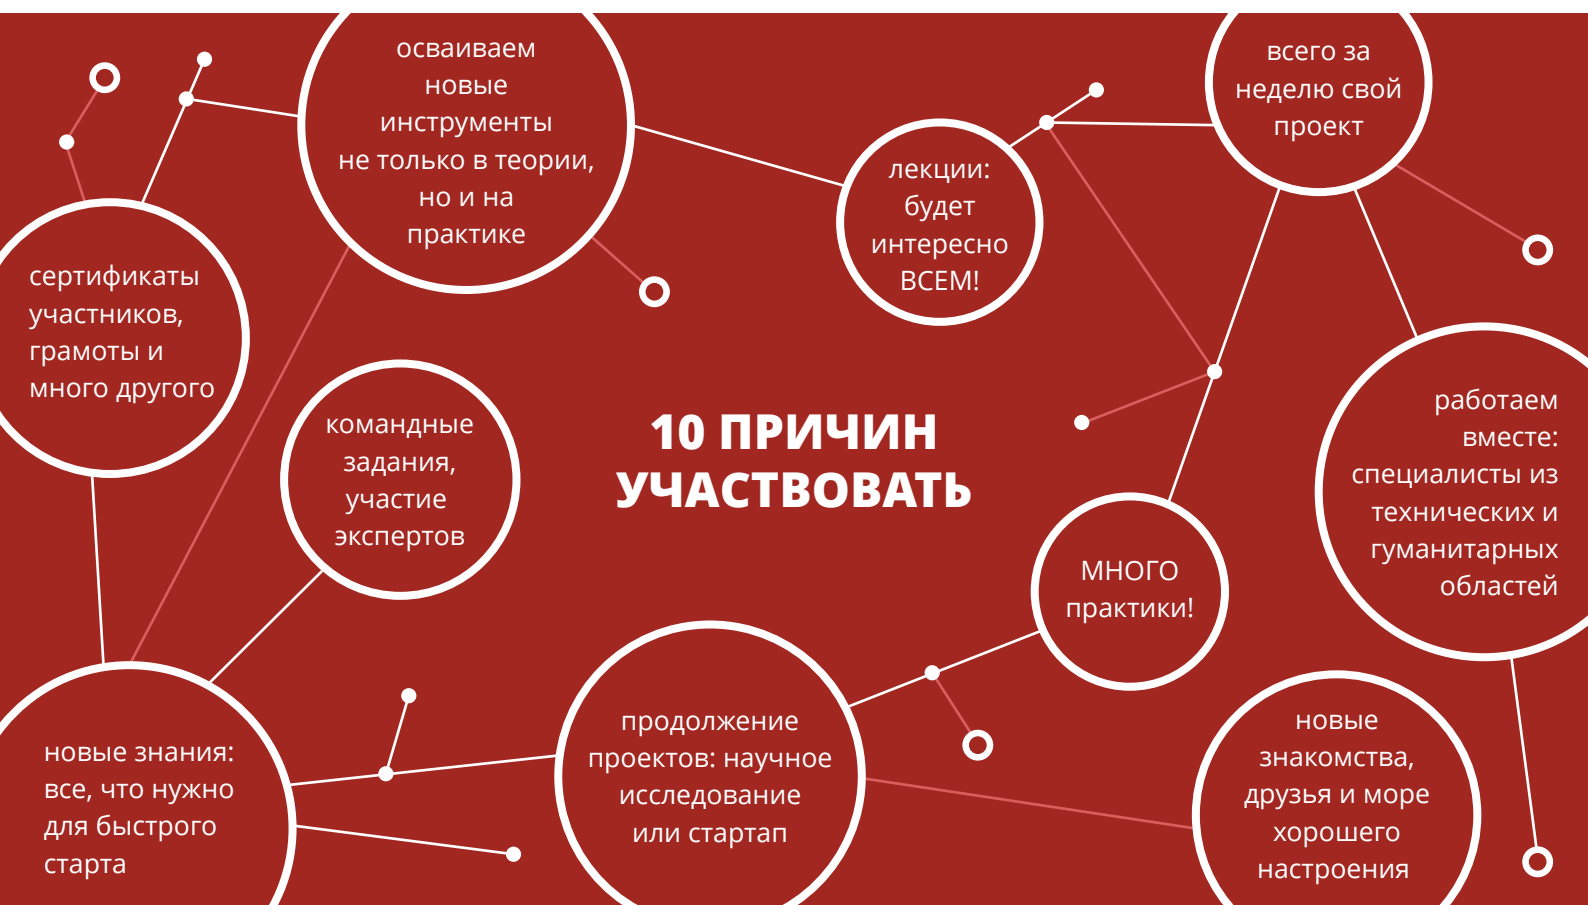 осваиваем
новые
инструменты
не только в теории,
но и на
практике
всего за
неделю свой
проект
лекции:
будет
интересно
ВСЕМ!
сертификаты
участников,
грамоты и
много другого
командные
задания,
участие
экспертов
10 ПРИЧИН
УЧАСТВОВАТЬ
работаем
вместе:
специалисты из
технических и
гуманитарных
областей
МНОГО
практики!
новые знания:
все, что нужно
для быстрого
старта
продолжение
проектов: научное
исследование
или стартап
новые
знакомства,
друзья и море
хорошего
настроения